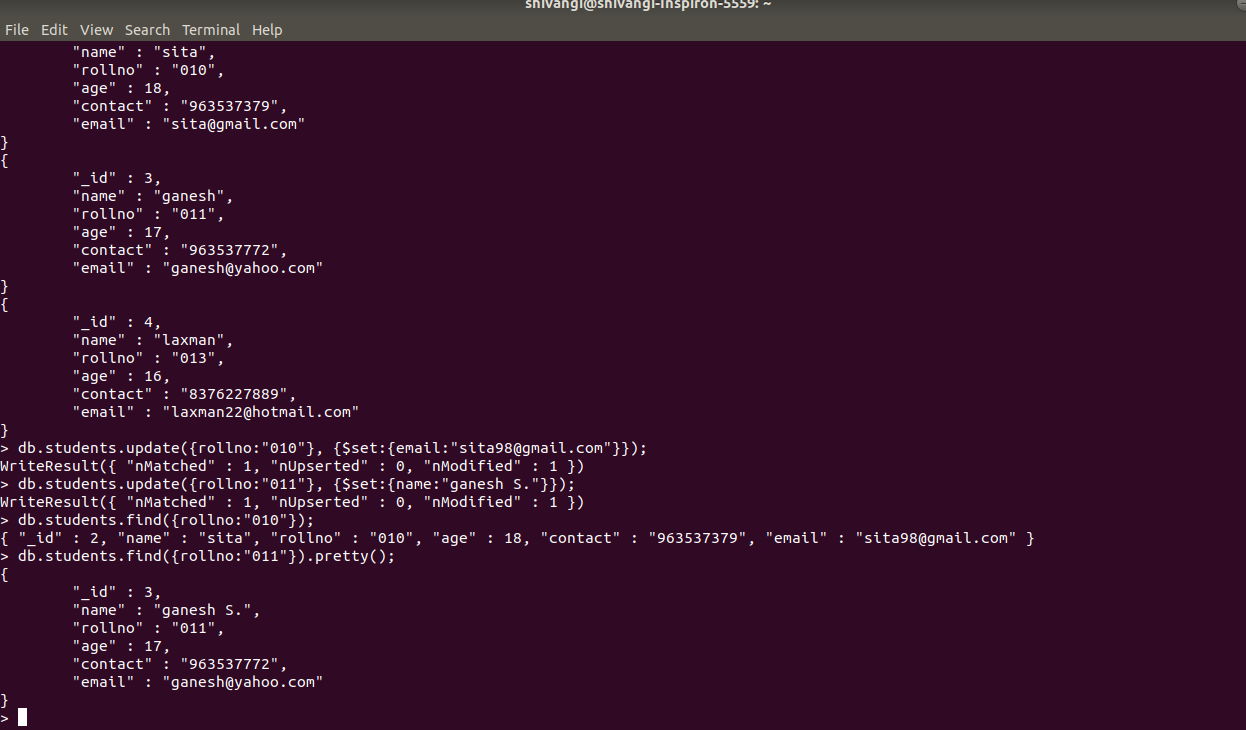 shivangi@shivangi-Inspiron-5559: ~
File Edit View Search Terminal Help
"name" : "sita",
"rollno" : "010",
"age" : 18,
"contact" : "963537379",
"email" : "sita@gmail.com"
}
{
"_id" : 3,
"name" : "ganesh",
"rollno" : "011",
"age" : 17,
"contact" : "963537772",
"email" : "ganesh@yahoo.com"
}
{
"_id" : 4,
"name" : "laxman",
"rollno" : "013",
"age" : 16,
"contact" : "8376227889",
"email" : "laxman22@hotmail.com"
}
> db.students.update({rollno:"010"}, {$set:{email:"sita98@gmail.com"}});
WriteResult({ "nMatched" : 1, "nUpserted" : 0, "nModified" : 1 })
> db.students.update({rollno:"011"}, {$set:{name:"ganesh S."}});
WriteResult({ "nMatched" : 1, "nUpserted" : 0, "nModified" : 1 })
> db.students.find({rollno:"010"});
{ "_id" : 2, "name" : "sita", "rollno" : "010", "age" : 18, "contact" : "963537379", "email" : "sita98@gmail.com" }
> db.students.find({rollno:"011"}).pretty();
{
"_id" : 3,
"name" : "ganesh S.",
"rollno" : "011",
"age" : 17,
"contact" : "963537772",
"email" : "ganesh@yahoo.com"
}
>